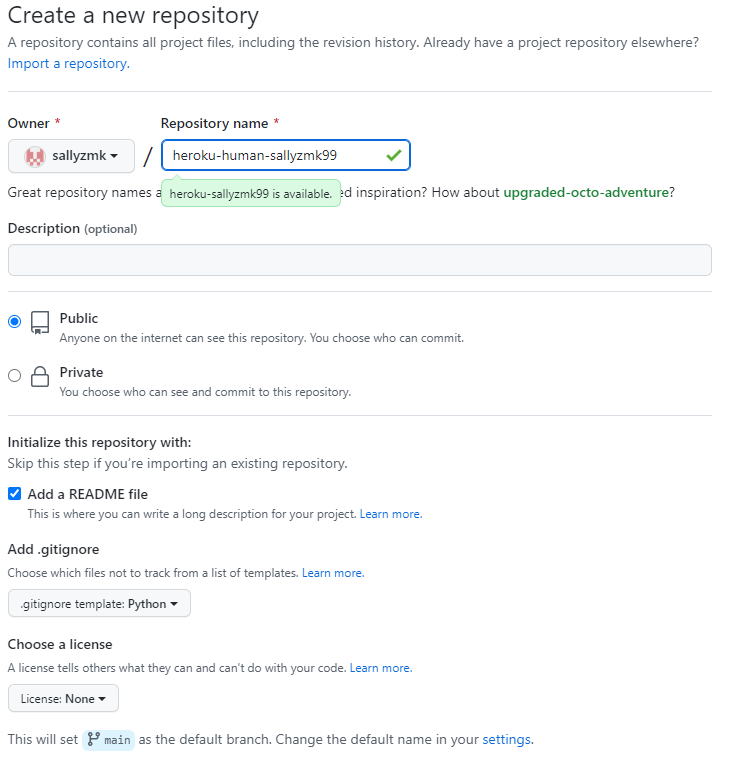 Create a new repository
A repository contains all project files, including the revision history. Already have a project repository elsewhere?
Import a repository.
Owner * Repository name *
sallyzmk / heroku-human-sallyzmk99
Great repository names a d inspiration? How about upgraded-octo-adventure?
heroku-sallyzmk99 is available.
Description (optional)
Public
Anyone on the internet can see this repository. You choose who can commit.
Private
You choose who can see and commit to this repository.
Initialize this repository with:
Skip this step if you're importing an existing repository.
Add a README file
This is where you can write a long description for your project. Learn more.
Add .gitignore
Choose which files not to track from a list of templates. Learn more.
.gitignore template: Python
Choose a license
A license tells others what they can and can't do with your code. Learn more.
License: None
This will set main as the default branch. Change the default name in your settings.